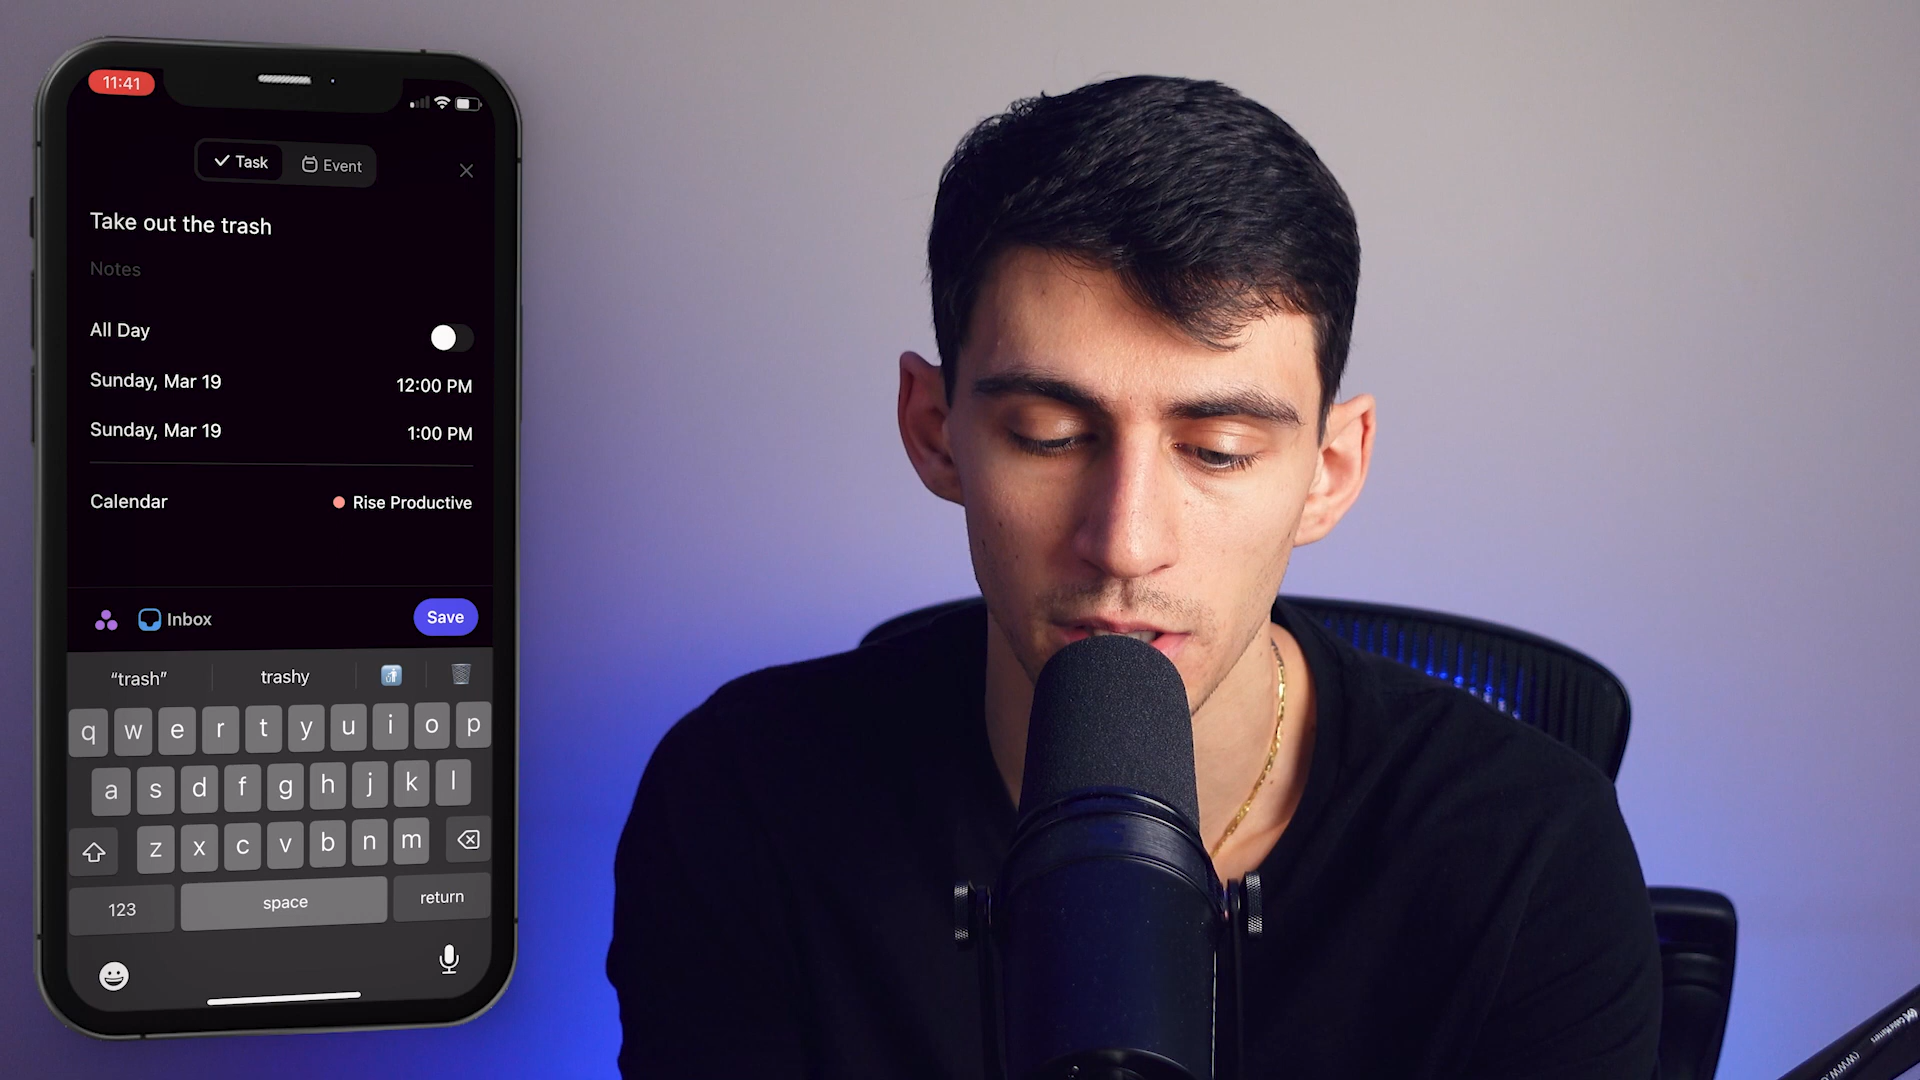 11:41
Task
Event
Take out the trash
Notes
All Day
Sunday, Mar 19 12:00 PM
Sunday, Mar 19 1:00 PM
Calendar Rise Productive
Inbox Save
“trash” trashy
q w e r t y u i o p
a s d f g h j k l
z x c v b n m
123 space return